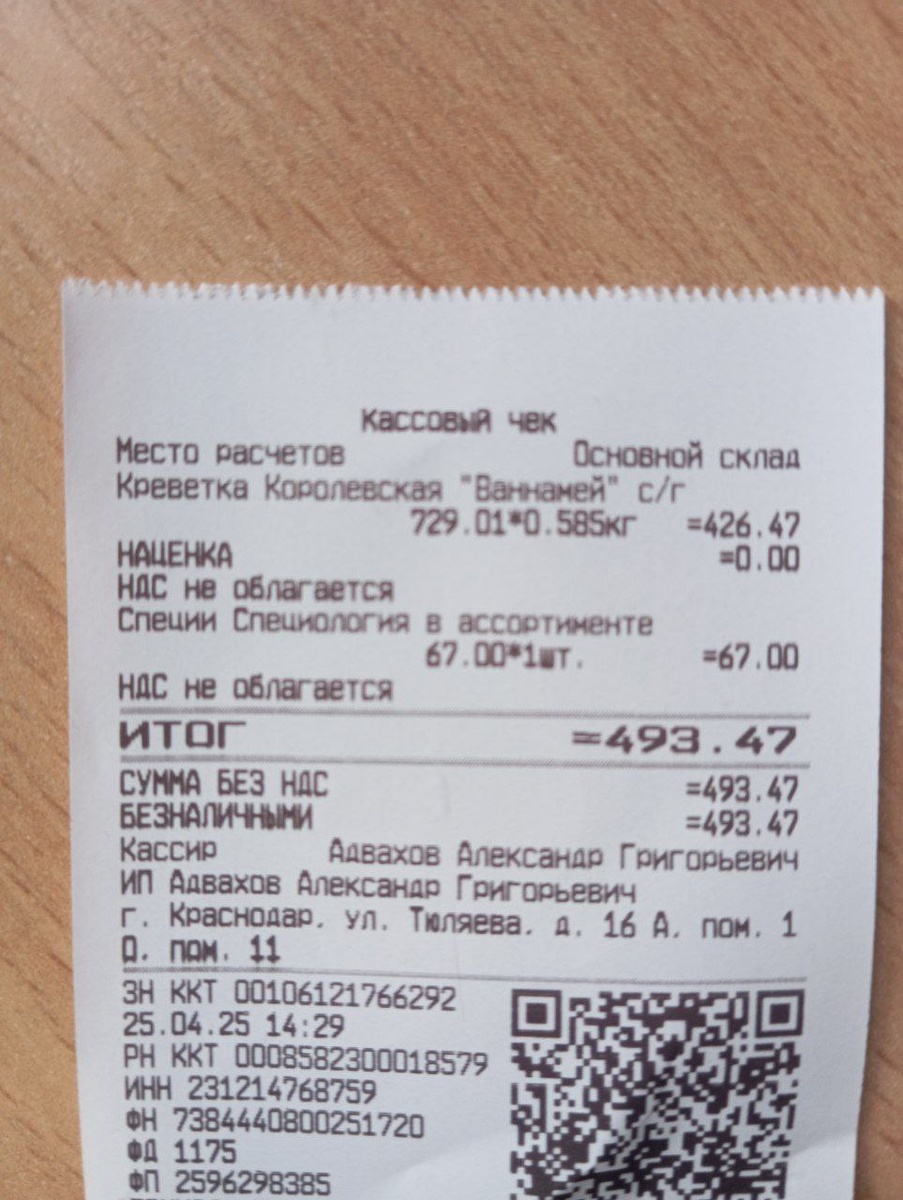 Кассовый чек
Место расчетов Основной склад
Креветка Королевская "Ваннамей" с/г
729.01*0.585кг =426.47
НАЦЕНКА =0.00
НДС не облагается
Специи Специология в ассортименте
67.00*1шт. =67.00
НДС не облагается
ИТОГ =493.47
СУММА БЕЗ НДС =493.47
БЕЗНАЛИЧНЫМИ =493.47
Кассир Адвахов Александр Григорьевич
ИП Адвахов Александр Григорьевич
г. Краснодар, ул. Тюляева, д. 16 А, пом. 1
0, пом. 11
ЗН ККТ 00106121766292
25.04.25 14:29
РН ККТ 0008582300018579
ИНН 231214768759
ФН 7384440800251720
ФД 1175
ФП 2596298385